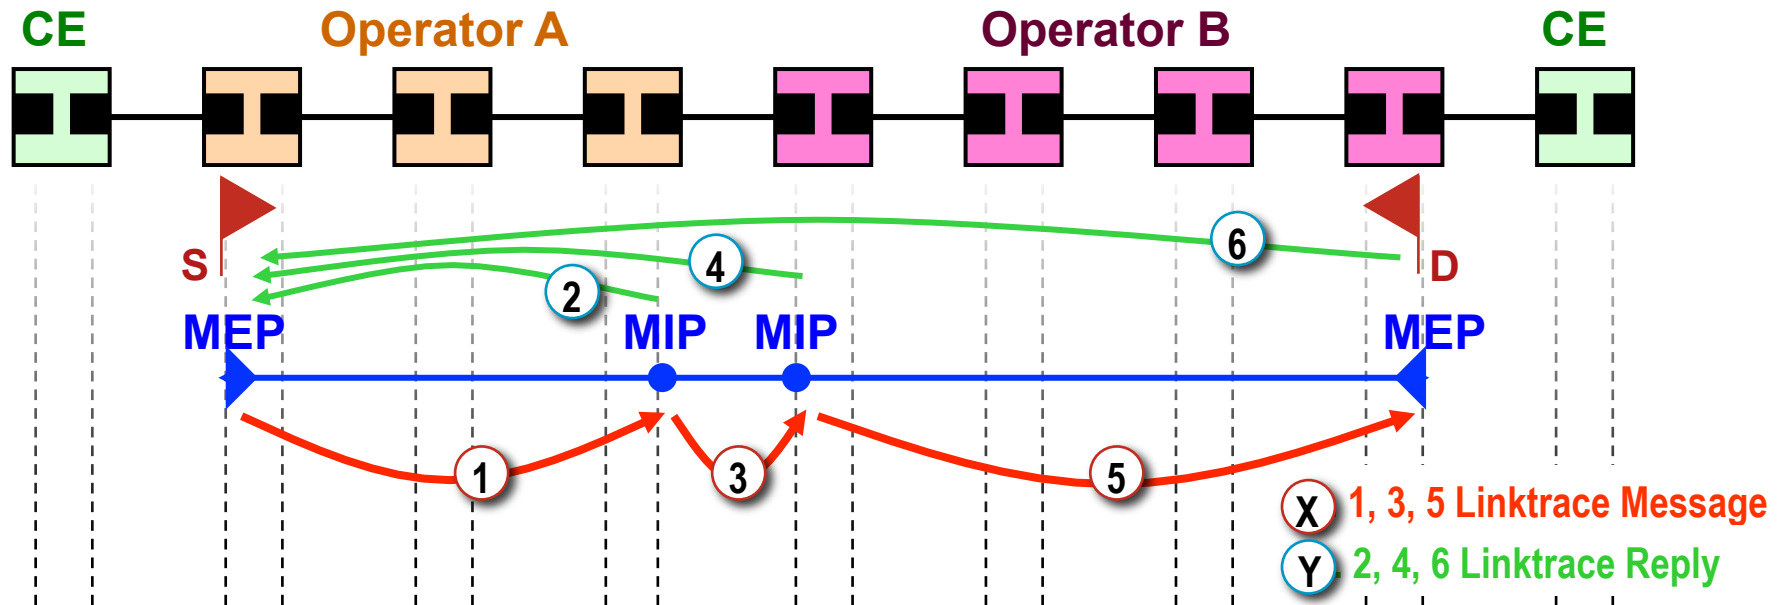 CE
Operator A
Operator B
CE
S
D
6
4
2
MEP
MIP
MIP
MEP
1
3
5
X 1, 3, 5 Linktrace Message
Y . 2, 4, 6 Linktrace Reply